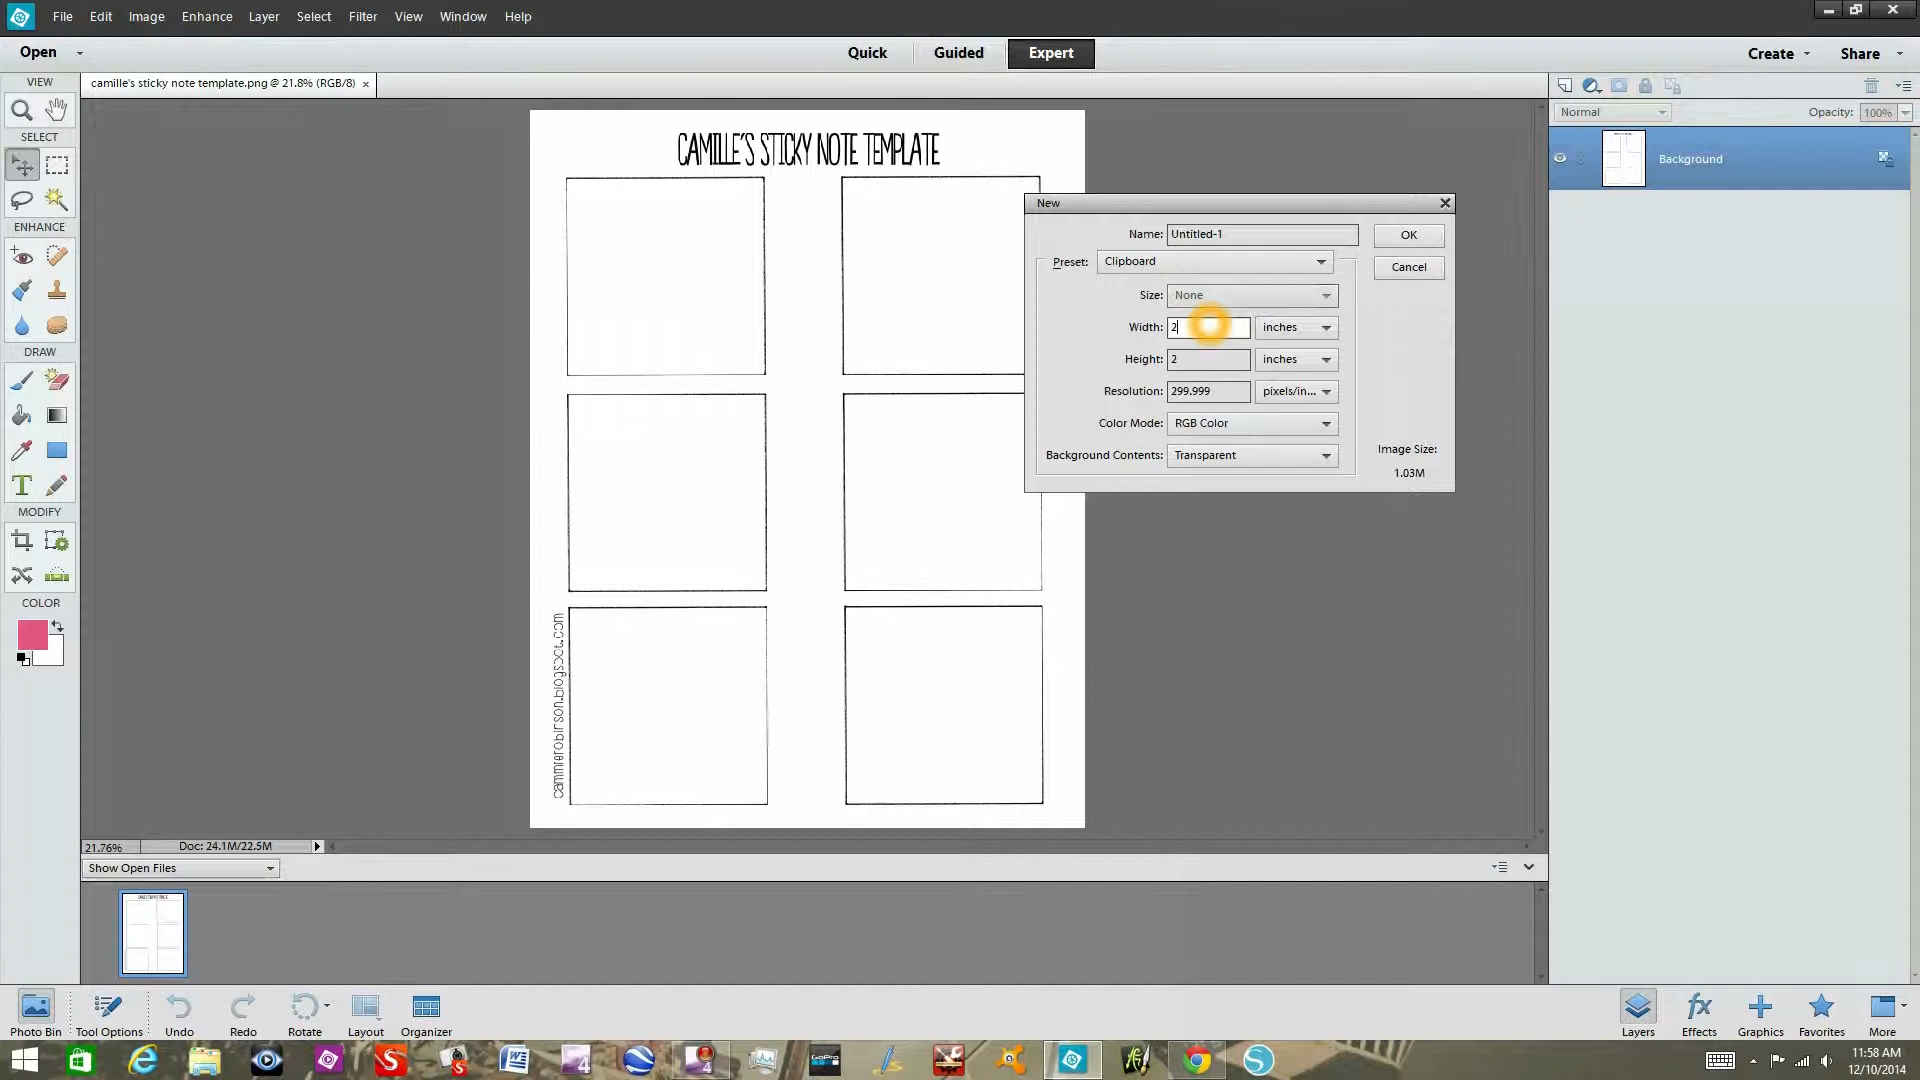 File Edit Image Enhance Layer Select Filter View Window Help
Open Quick Guided Expert Create Share
VIEW
camille's sticky note template.png @ 21.8% (RGB/8) ×
Normal Opacity: 100%
SELECT
Background
ENHANCE
DRAW
MODIFY
COLOR
CAMILLE'S STICKY NOTE TEMPLATE
camilerobinson.blogspot.com
New
Name: Untitled-1 OK
Preset: Clipboard Cancel
Size: None
Width: 2 inches
Height: 2 inches
Resolution: 299.999 pixels/in...
Color Mode: RGB Color
Background Contents: Transparent
Image Size:
1.03M
21.76% Doc: 24.1M/22.5M
Show Open Files
Photo Bin Tool Options Undo Redo Rotate Layout Organizer Layers Effects Graphics Favorites More
11:58 AM
12/10/2014